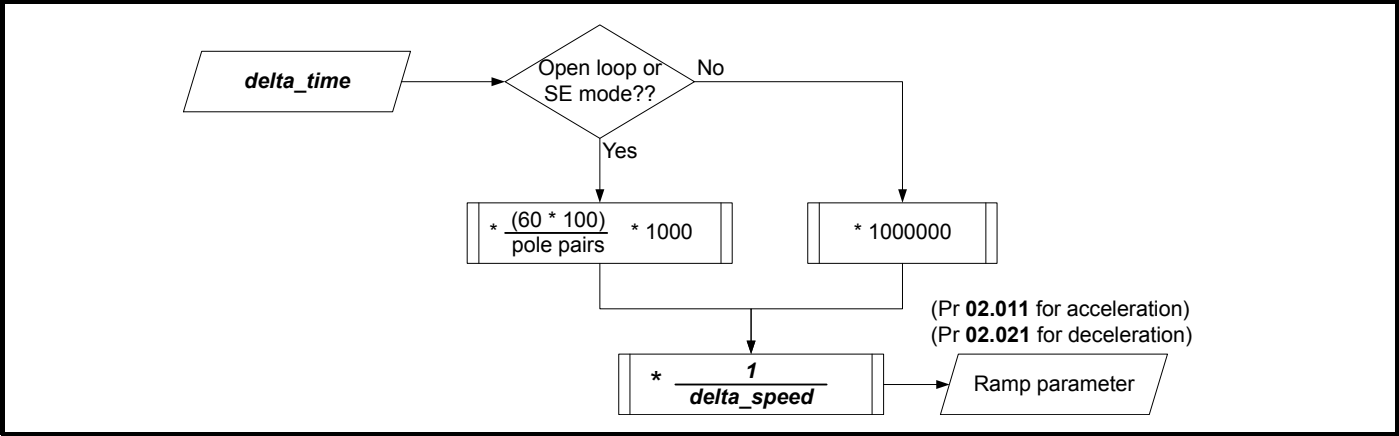 delta_time
Open loop or
SE mode??
No
Yes
* (60 * 100) * 1000
pole pairs
* 1000000
(Pr 02.011 for acceleration)
(Pr 02.021 for deceleration)
* 1
delta_speed
Ramp parameter